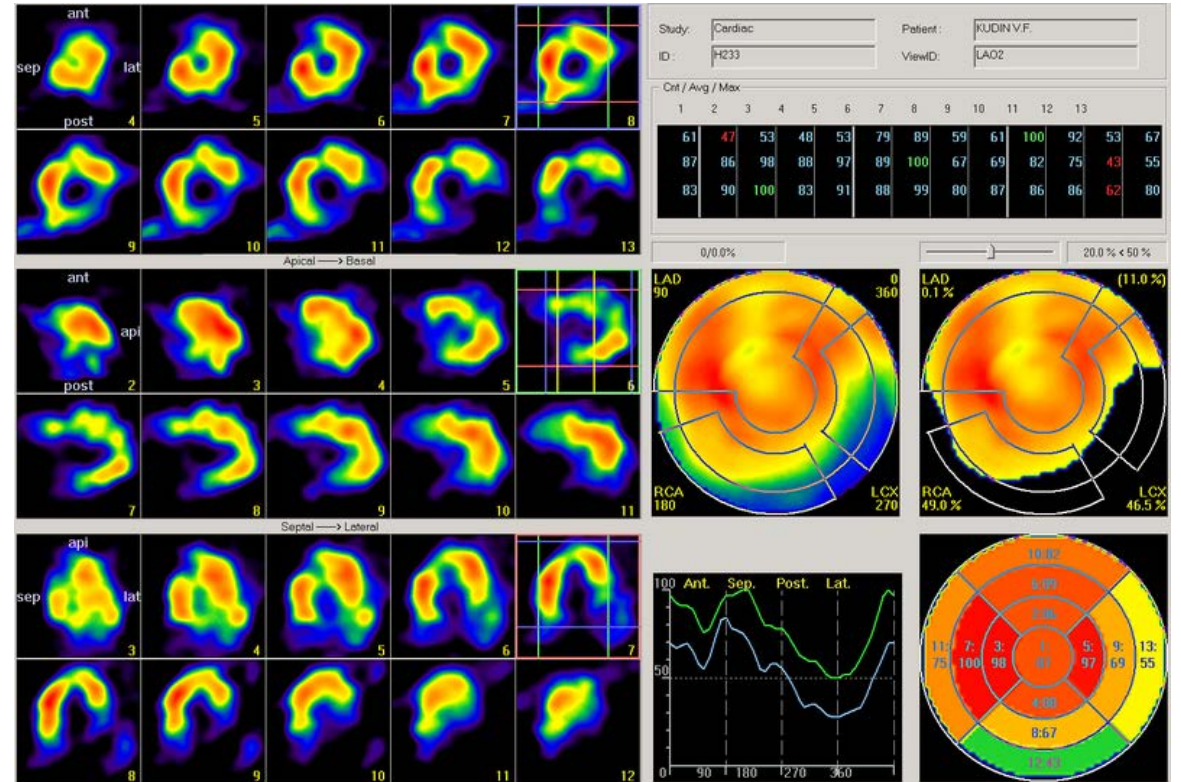 ant
sep lat
post 4 5 6 7 8
9 10 11 12 13
Apical ——> Basal
ant
api
post 2 3 4 5 6
7 8 9 10 11
Septal ——> Lateral
api
sep lat
3 4 5 6 7
8 9 10 11 12
Study: Cardiac Patient: KUDIN V.F.
ID: H233 ViewID: LAO2
Cnt / Avg / Max
1 2 3 4 5 6 7 8 9 10 11 12 13
61 47 53 48 53 79 89 59 61 100 92 53 67
87 86 98 88 97 89 100 67 69 82 75 43 55
83 90 100 83 91 88 99 80 87 86 86 62 80
0/0.0% 20.0 % < 50 %
LAD 0
90 360
RCA LCX
180 270
LAD (11.0 %)
0.1 %
RCA LCX
49.0 % 46.5 %
100 Ant. Sep. Post. Lat.
50
0 90 180 270 360
10:82
6:89
11: 7: 3: 1: 5: 9: 13:
75 100 98 97 69 55
4:88
8:67
12:43